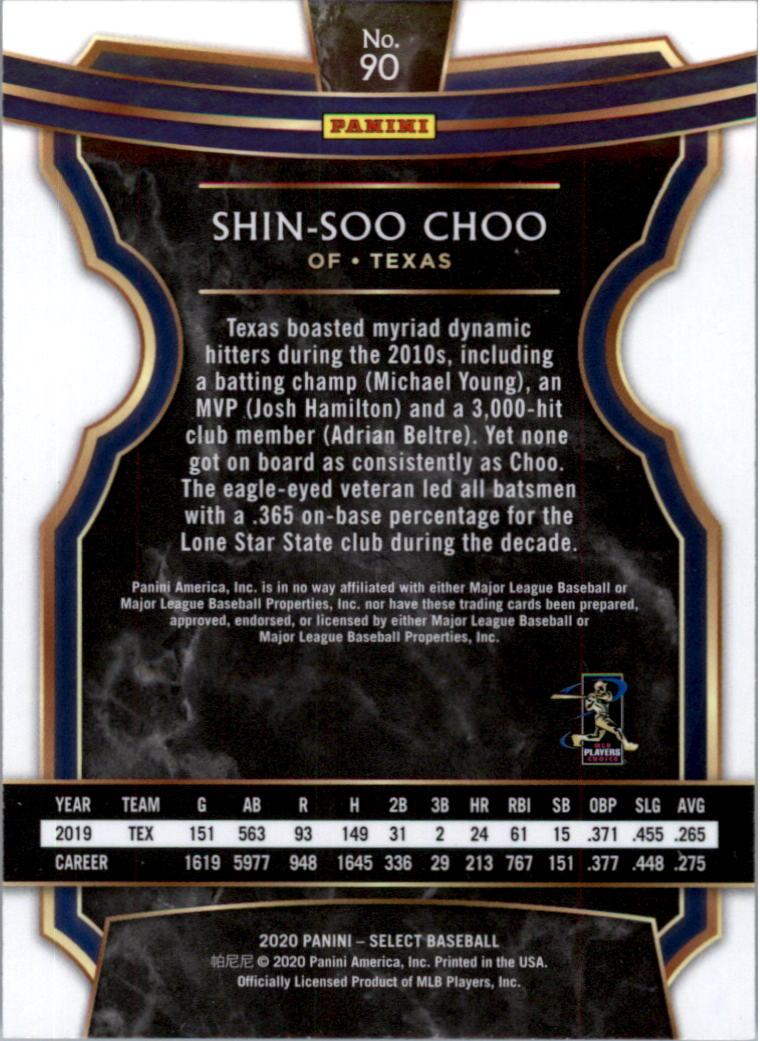 No.
90
PANINI
SHIN-SOO CHOO
OF • TEXAS
Texas boasted myriad dynamic
hitters during the 2010s, including
a batting champ (Michael Young), an
MVP (Josh Hamilton) and a 3,000-hit
club member (Adrian Beltre). Yet none
got on board as consistently as Choo.
The eagle-eyed veteran led all batsmen
with a .365 on-base percentage for the
Lone Star State club during the decade.
Panini America, Inc. is in no way affiliated with either Major League Baseball or
Major League Baseball Properties, Inc. nor have these trading cards been prepared,
approved, endorsed, or licensed by either Major League Baseball or
Major League Baseball Properties, Inc.
MLB
PLAYERS
CHOICE
YEAR TEAM G AB R H 2B 3B HR RBI SB OBP SLG AVG
2019 TEX 151 563 93 149 31 2 24 61 15 .371 .455 .265
CAREER 1619 5977 948 1645 336 29 213 767 151 .377 .448 .275
2020 PANINI – SELECT BASEBALL
帕尼尼 © 2020 Panini America, Inc. Printed in the USA.
Officially Licensed Product of MLB Players, Inc.